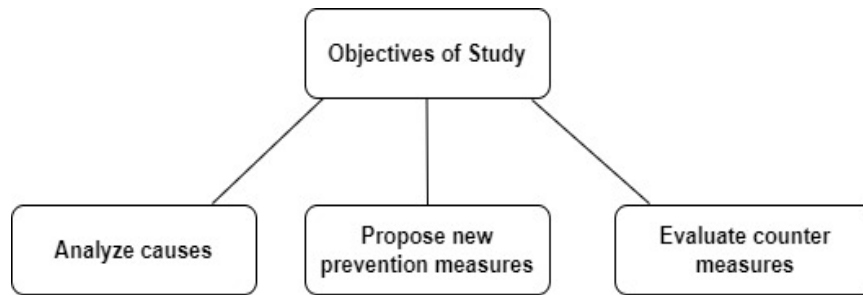 Objectives of Study
Analyze causes
Propose new
prevention measures
Evaluate counter
measures